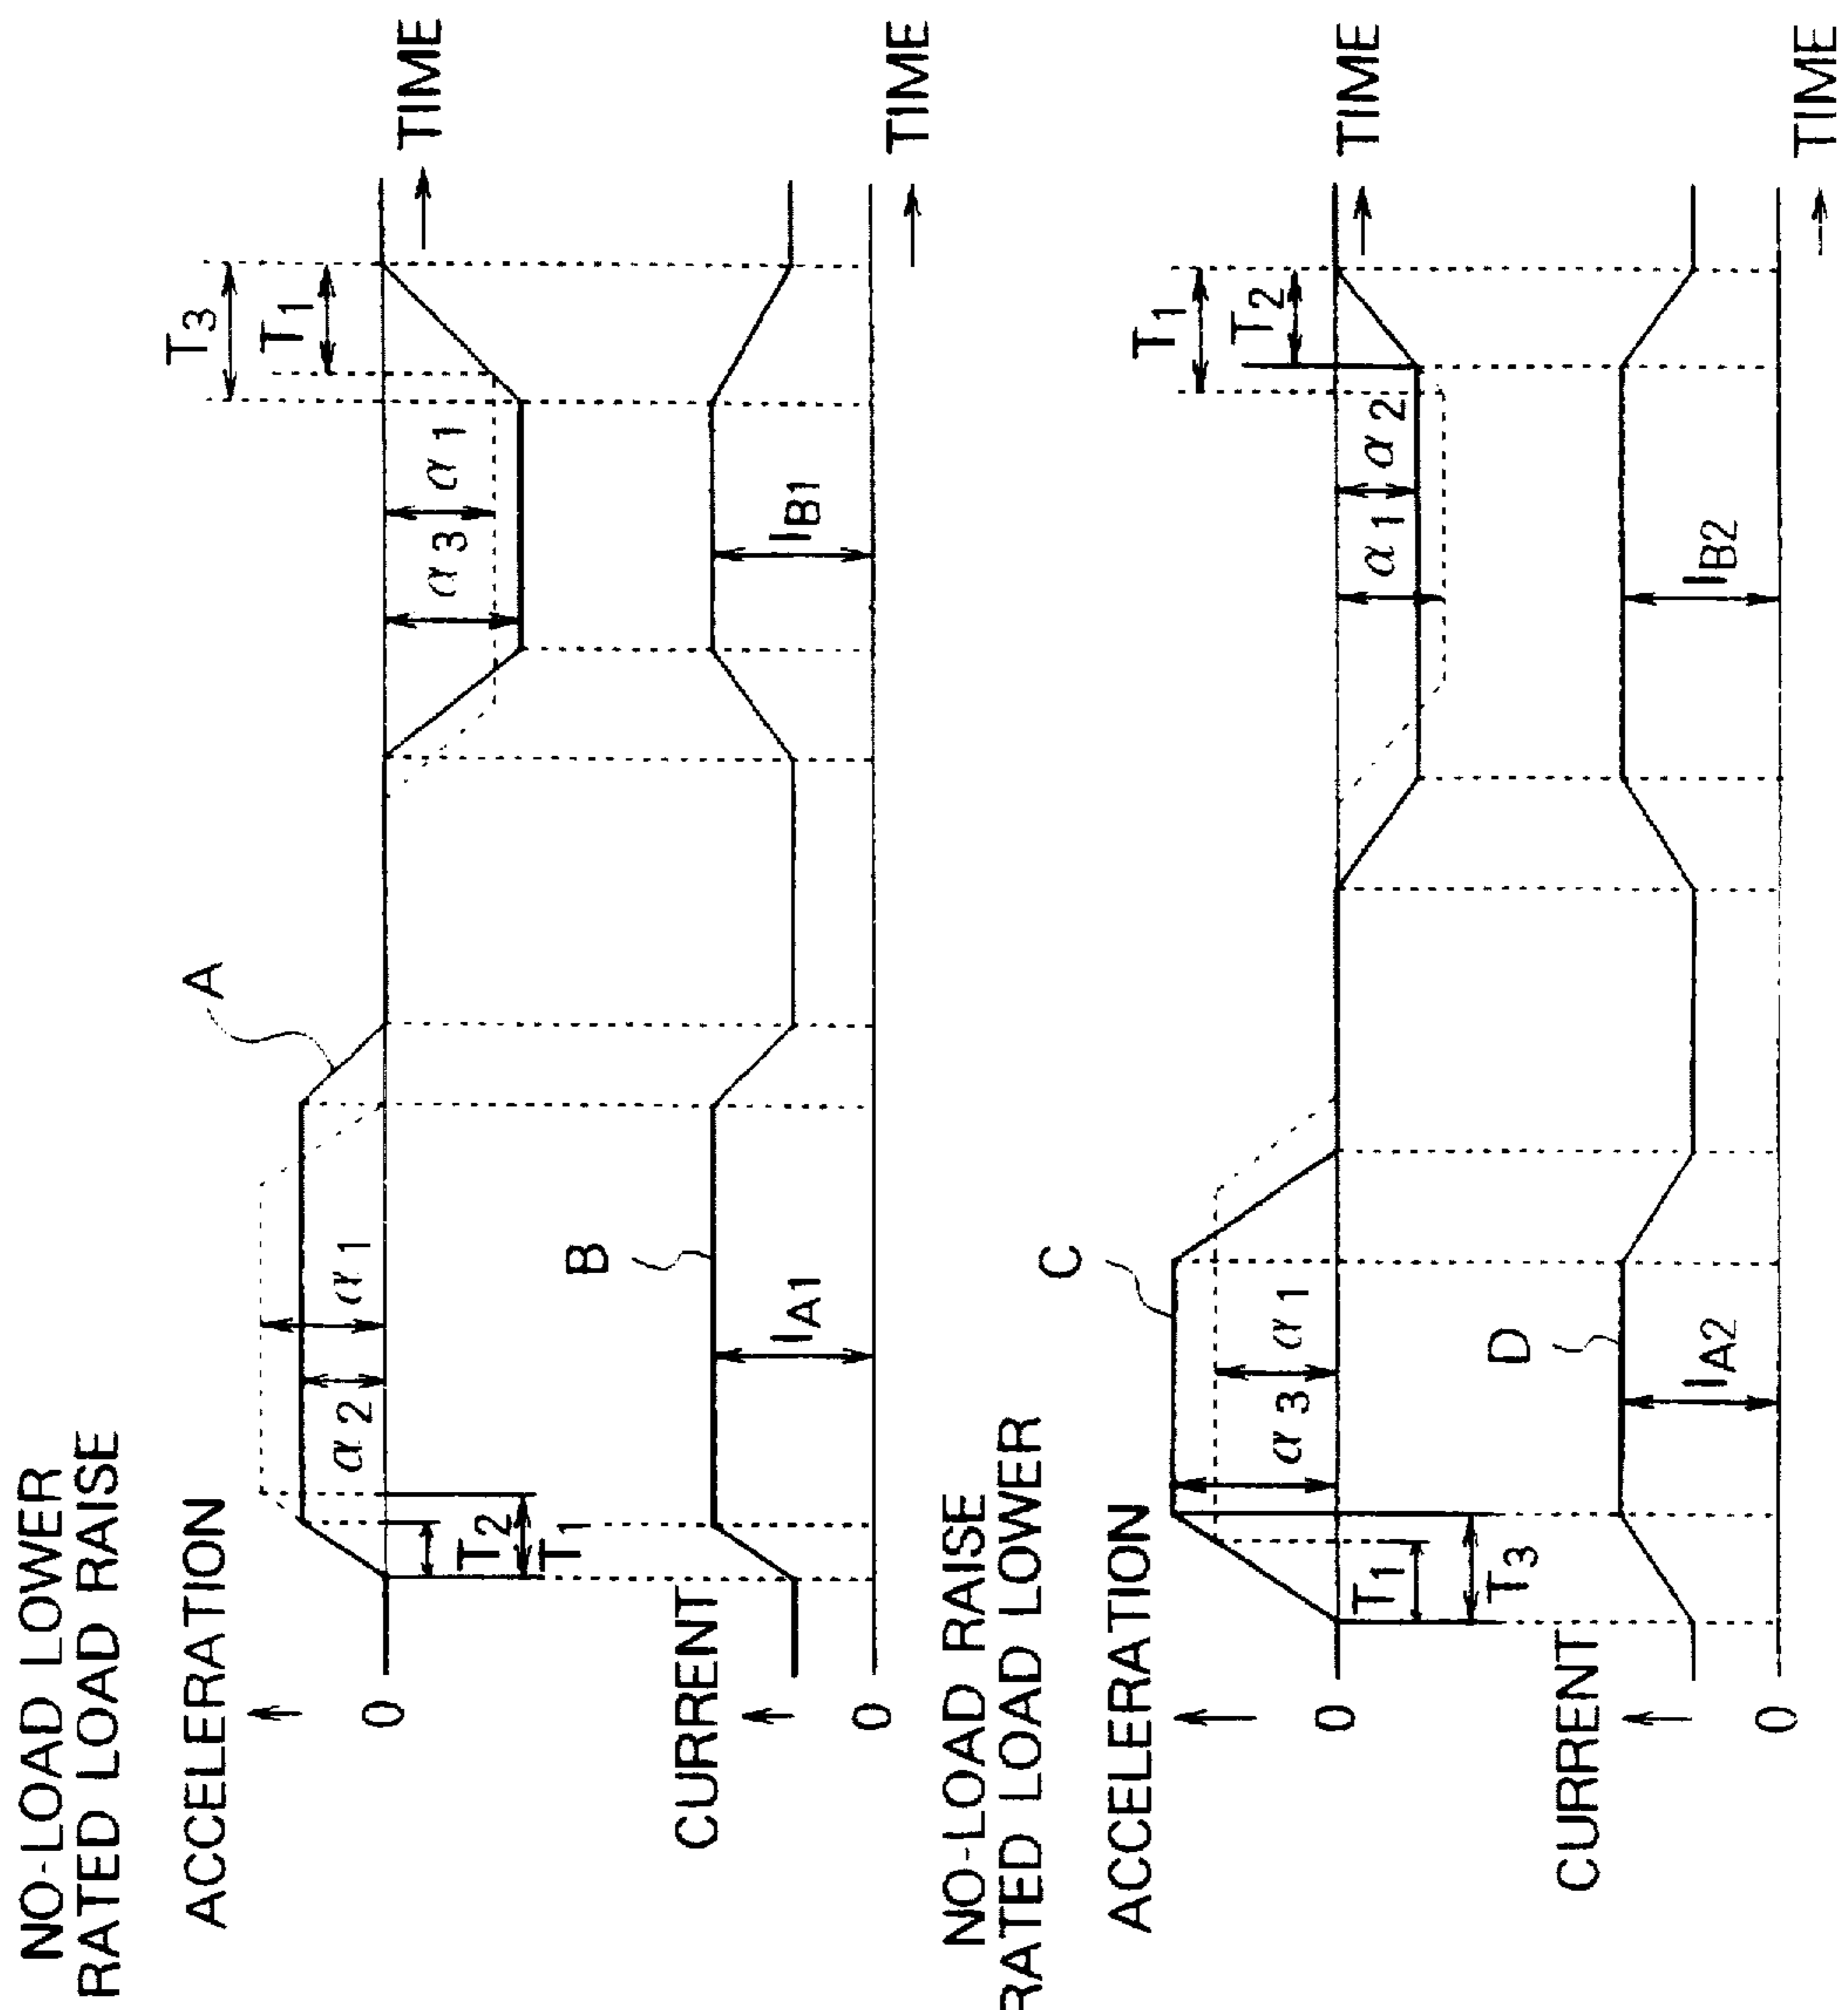 NO-LOAD LOWER
RATED LOAD RAISE
ACCELERATION
0
T2
T1
α2
α1
A
T3
T1
α3
α1
TIME
CURRENT
0
B
IA1
IB1
TIME
NO-LOAD RAISE
RATED LOAD LOWER
ACCELERATION
0
T1
T3
α3
α1
C
T1
T2
α1
α2
TIME
CURRENT
0
D
IA2
IB2
TIME